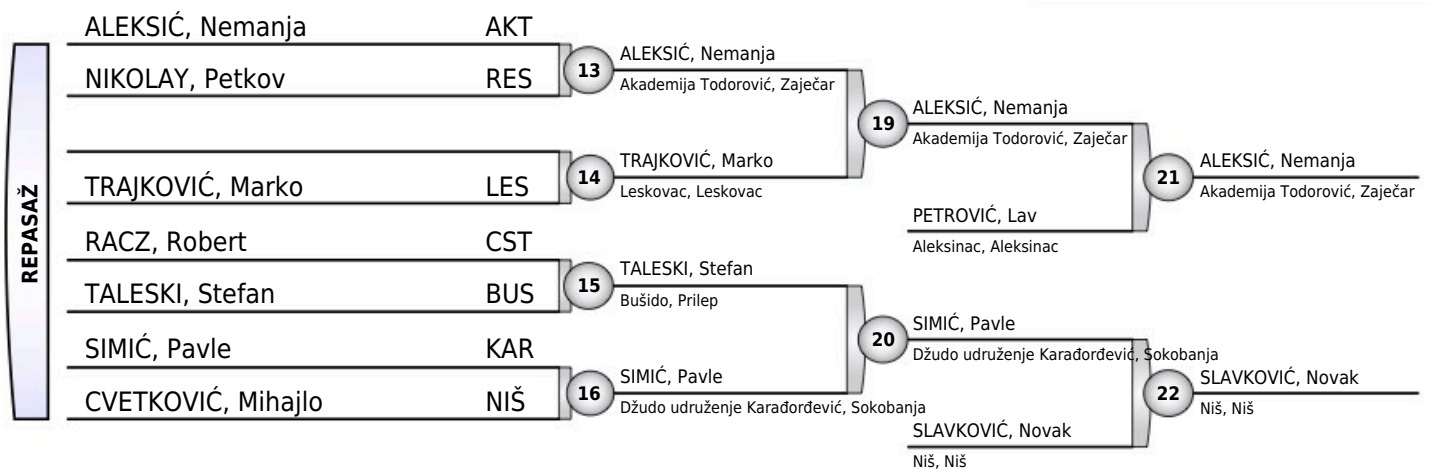 REPASAŽ
ALEKSIĆ, Nemanja AKT
NIKOLAY, Petkov RES
TRAJKOVIĆ, Marko LES
RACZ, Robert CST
TALESKI, Stefan BUS
SIMIĆ, Pavle KAR
CVETKOVIĆ, Mihajlo NIŠ
13
ALEKSIĆ, Nemanja
Akademija Todorović, Zaječar
14
TRAJKOVIĆ, Marko
Leskovac, Leskovac
15
TALESKI, Stefan
Bušido, Prilep
16
SIMIĆ, Pavle
Džudo udruženje Karađorđević, Sokobanja
19
ALEKSIĆ, Nemanja
Akademija Todorović, Zaječar
PETROVIĆ, Lav
Aleksinac, Aleksinac
20
SIMIĆ, Pavle
Džudo udruženje Karađorđević, Sokobanja
SLAVKOVIĆ, Novak
Niš, Niš
21
ALEKSIĆ, Nemanja
Akademija Todorović, Zaječar
22
SLAVKOVIĆ, Novak
Niš, Niš